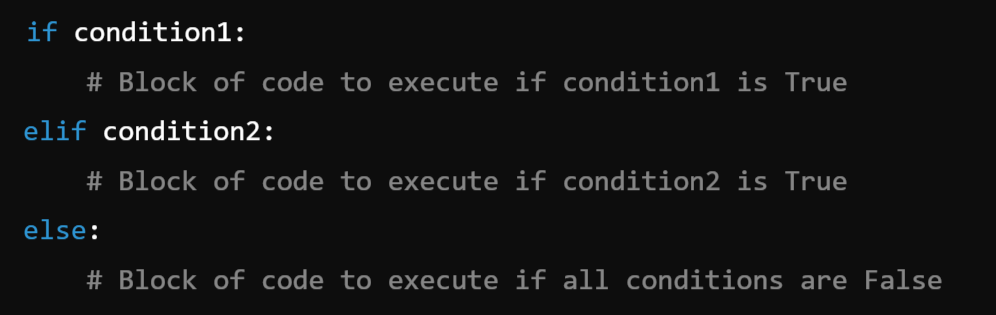 if condition1:
    # Block of code to execute if condition1 is True
elif condition2:
    # Block of code to execute if condition2 is True
else:
    # Block of code to execute if all conditions are False